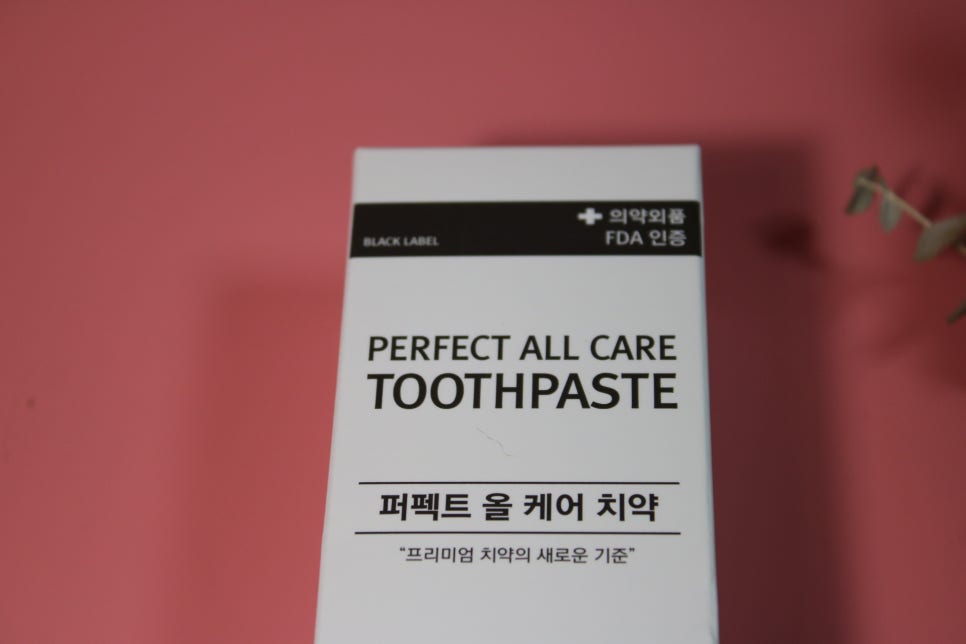 ✚ 의약외품
BLACK LABEL FDA 인증
PERFECT ALL CARE
TOOTHPASTE
퍼펙트 올 케어 치약
“프리미엄 치약의 새로운 기준”